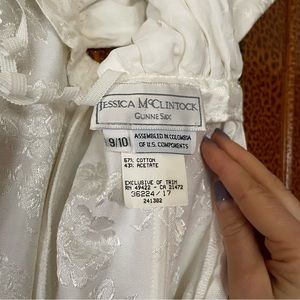 JESSICA McCLINTOCK
GUNNE SAX
9/10
ASSEMBLED IN COLOMBIA
OF U.S. COMPONENTS
57% COTTON
43% ACETATE
EXCLUSIVE OF TRIM
RN 49422 - CA 21472
36224/17
241382